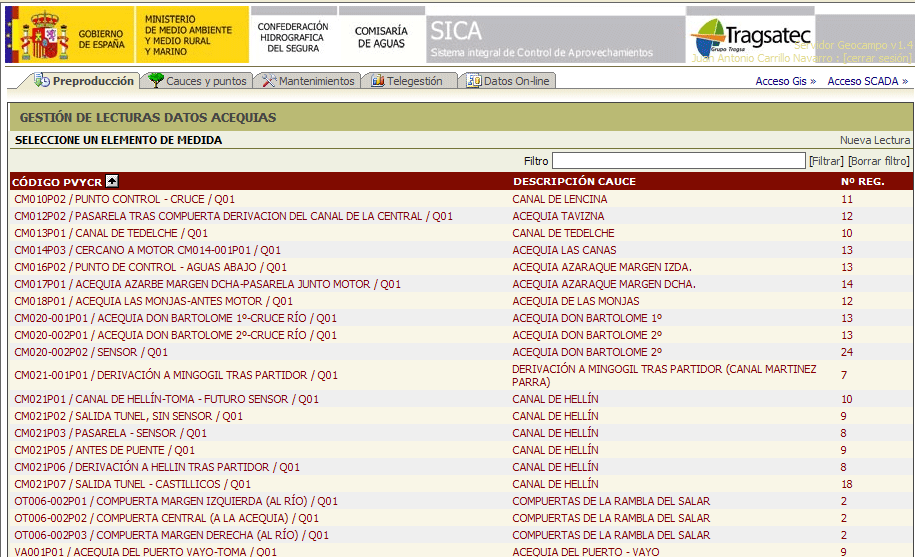 GOBIERNO
DE ESPAÑA
MINISTERIO
DE MEDIO AMBIENTE
Y MEDIO RURAL
Y MARINO
CONFEDERACIÓN
HIDROGRAFICA
DEL SEGURA
COMISARÍA
DE AGUAS
SICA
Sistema integral de Control de Aprovechamientos
Tragsatec
Grupo Tragsa
Servidor Geocampo v1.4
Juan Antonio Carrillo Navarro : [cerrar sesión]
Preproducción
Cauces y puntos
Mantenimientos
Telegestión
Datos On-line
Acceso Gis »
Acceso SCADA »
GESTIÓN DE LECTURAS DATOS ACEQUIAS
SELECCIONE UN ELEMENTO DE MEDIDA Nueva Lectura
Filtro [Filtrar] [Borrar filtro]
CÓDIGO PVYCR DESCRIPCIÓN CAUCE Nº REG.
CM010P02 / PUNTO CONTROL - CRUCE / Q01 CANAL DE LENCINA 11
CM012P02 / PASARELA TRAS COMPUERTA DERIVACION DEL CANAL DE LA CENTRAL / Q01 ACEQUIA TAVIZNA 12
CM013P01 / CANAL DE TEDELCHE / Q01 CANAL DE TEDELCHE 10
CM014P03 / CERCANO A MOTOR CM014-001P01 / Q01 ACEQUIA LAS CANAS 13
CM016P02 / PUNTO DE CONTROL - AGUAS ABAJO / Q01 ACEQUIA AZARAQUE MARGEN IZDA. 13
CM017P01 / ACEQUIA AZARBE MARGEN DCHA-PASARELA JUNTO MOTOR / Q01 ACEQUIA AZARAQUE MARGEN DCHA. 14
CM018P01 / ACEQUIA LAS MONJAS-ANTES MOTOR / Q01 ACEQUIA DE LAS MONJAS 12
CM020-001P01 / ACEQUIA DON BARTOLOME 1º-CRUCE RÍO / Q01 ACEQUIA DON BARTOLOME 1º 13
CM020-002P01 / ACEQUIA DON BARTOLOME 2º-CRUCE RÍO / Q01 ACEQUIA DON BARTOLOME 2º 13
CM020-002P02 / SENSOR / Q01 ACEQUIA DON BARTOLOME 2º 24
CM021-001P01 / DERIVACIÓN A MINGOGIL TRAS PARTIDOR / Q01 DERIVACIÓN A MINGOGIL TRAS PARTIDOR (CANAL MARTINEZ 7
PARRA)
CM021P01 / CANAL DE HELLÍN-TOMA - FUTURO SENSOR / Q01 CANAL DE HELLÍN 10
CM021P02 / SALIDA TUNEL, SIN SENSOR / Q01 CANAL DE HELLÍN 9
CM021P03 / PASARELA - SENSOR / Q01 CANAL DE HELLÍN 8
CM021P05 / ANTES DE PUENTE / Q01 CANAL DE HELLÍN 9
CM021P06 / DERIVACIÓN A HELLIN TRAS PARTIDOR / Q01 CANAL DE HELLÍN 8
CM021P07 / SALIDA TUNEL - CASTILLICOS / Q01 CANAL DE HELLÍN 18
OT006-002P01 / COMPUERTA MARGEN IZQUIERDA (AL RÍO) / Q01 COMPUERTAS DE LA RAMBLA DEL SALAR 2
OT006-002P02 / COMPUERTA CENTRAL (A LA ACEQUIA) / Q01 COMPUERTAS DE LA RAMBLA DEL SALAR 2
OT006-002P03 / COMPUERTA MARGEN DERECHA (AL RÍO) / Q01 COMPUERTAS DE LA RAMBLA DEL SALAR 2
VA001P01 / ACEQUIA DEL PUERTO VAYO-TOMA / Q01 ACEQUIA DEL PUERTO - VAYO 9